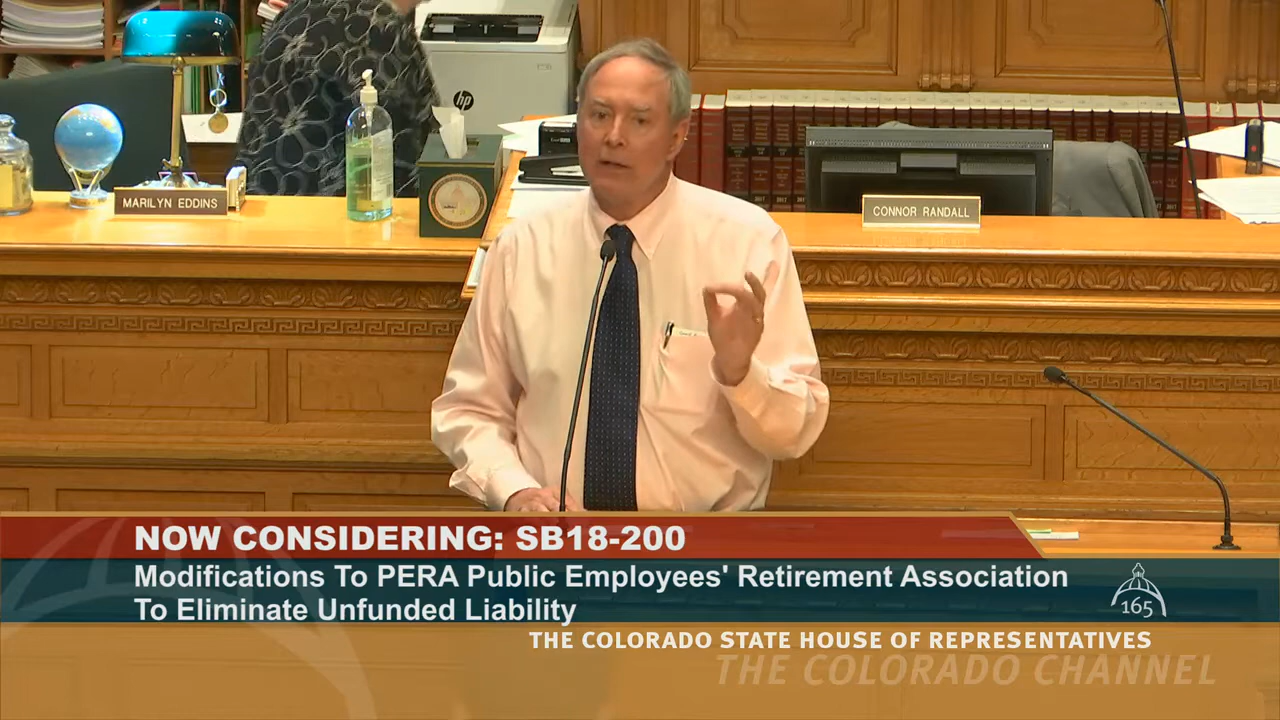 hp
MARILYN EDDINS
CONNOR RANDALL
NOW CONSIDERING: SB18-200
Modifications To PERA Public Employees' Retirement Association
To Eliminate Unfunded Liability
165
THE COLORADO STATE HOUSE OF REPRESENTATIVES
THE COLORADO CHANNEL